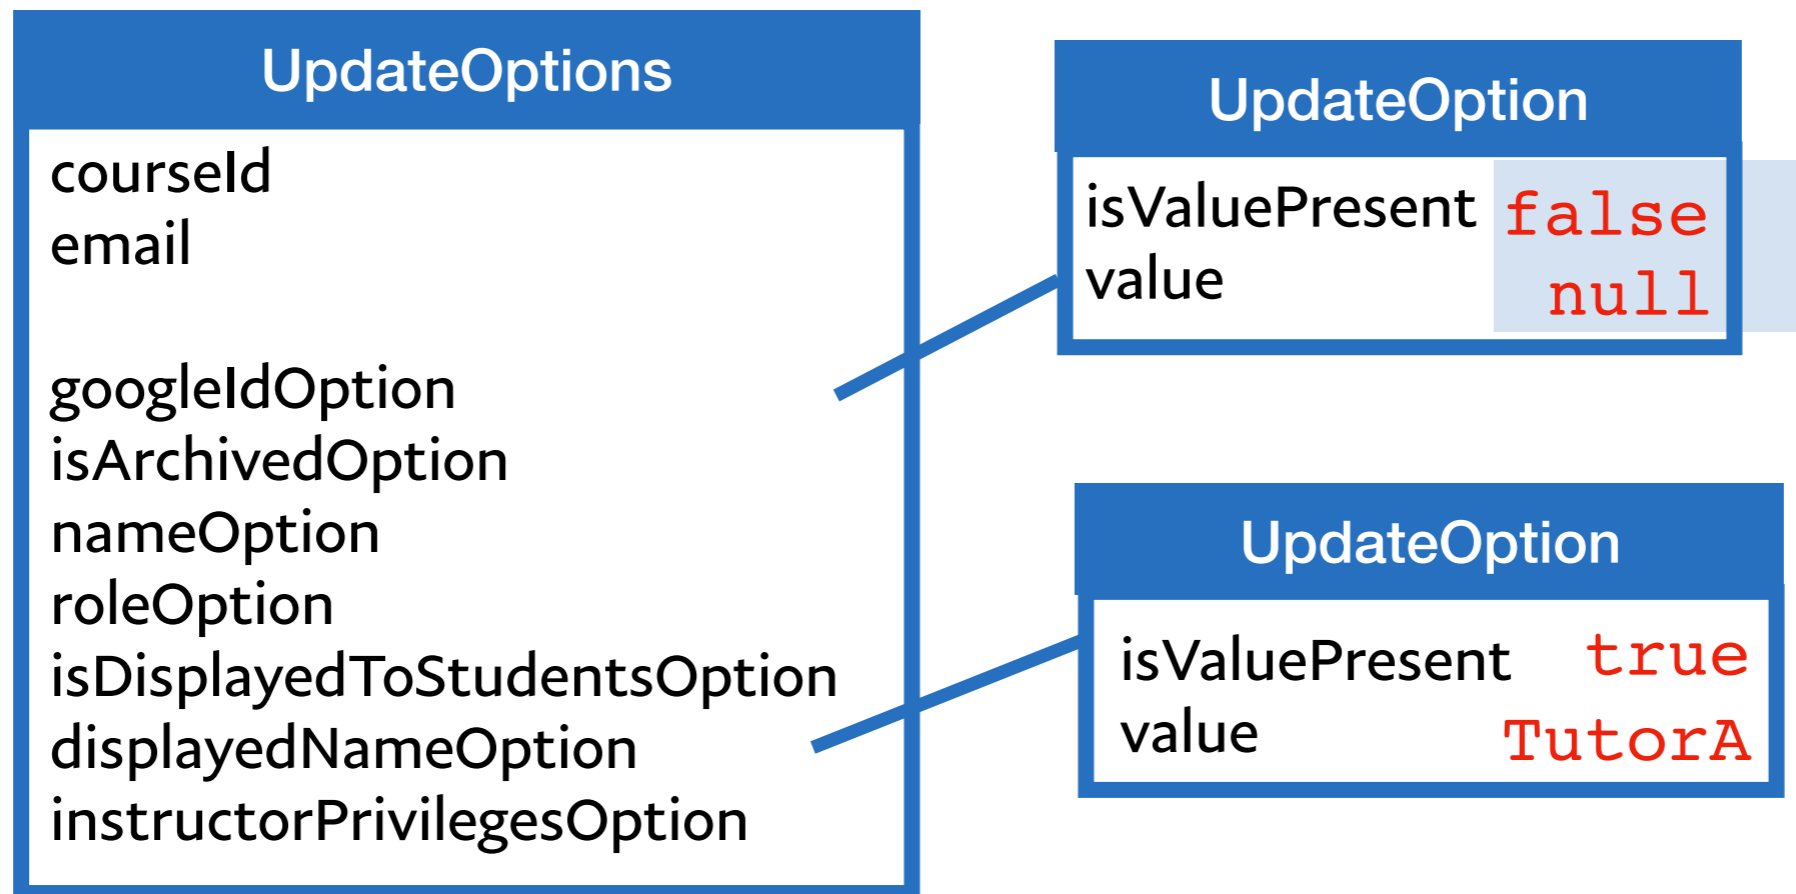 UpdateOptions
courseId
email
googleIdOption
isArchivedOption
nameOption
roleOption
isDisplayedToStudentsOption
displayedNameOption
instructorPrivilegesOption
UpdateOption
isValuePresent false
value null
UpdateOption
isValuePresent true
value TutorA